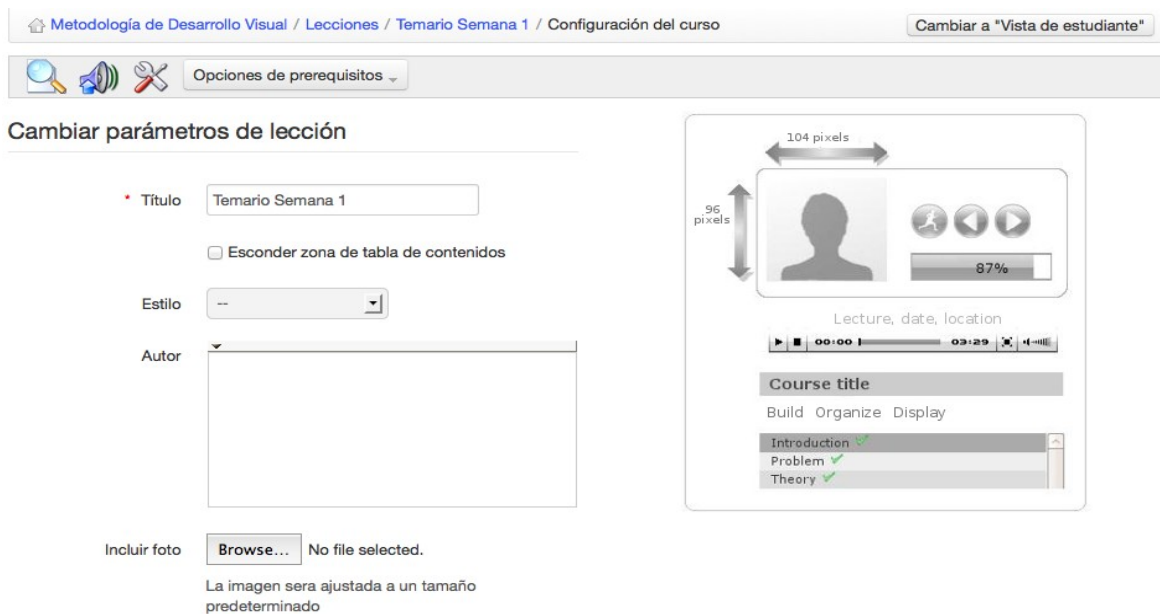 Metodología de Desarrollo Visual / Lecciones / Temario Semana 1 / Configuración del curso
Cambiar a "Vista de estudiante"
Opciones de prerequisitos
Cambiar parámetros de lección
* Título
Temario Semana 1
Esconder zona de tabla de contenidos
Estilo
--
Autor
Incluir foto
Browse... No file selected.
La imagen sera ajustada a un tamaño
predeterminado
104 pixels
96
pixels
87%
Lecture, date, location
00:00
03:29
Course title
Build Organize Display
Introduction
Problem
Theory